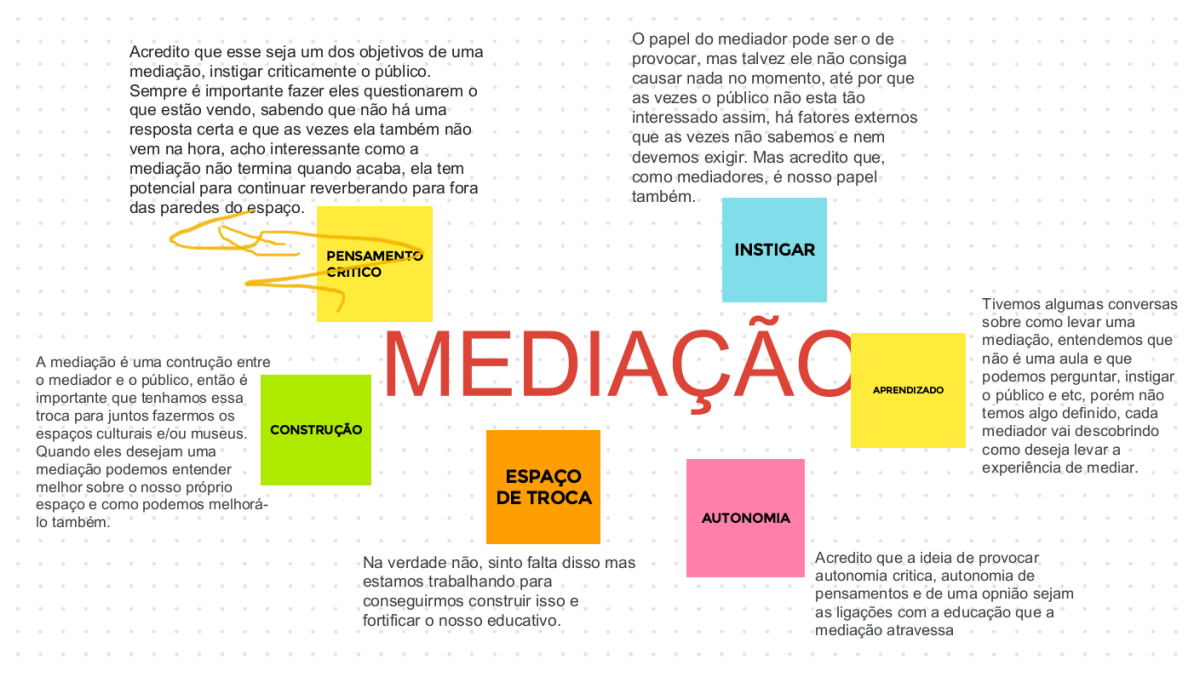 Acredito que esse seja um dos objetivos de uma
mediação, instigar criticamente o público.
Sempre é importante fazer eles questionarem o
que estão vendo, sabendo que não há uma
resposta certa e que as vezes ela também não
vem na hora, acho interessante como a
mediação não termina quando acaba, ela tem
potencial para continuar reverberando para fora
das paredes do espaço.
PENSAMENTO
CRITICO
O papel do mediador pode ser o de
provocar, mas talvez ele não consiga
causar nada no momento, até por que
as vezes o público não esta tão
interessado assim, há fatores externos
que as vezes não sabemos e nem
devemos exigir. Mas acredito que,
como mediadores, é nosso papel
também.
INSTIGAR
MEDIAÇÃO
Tivemos algumas conversas
sobre como levar uma
mediação, entendemos que
não é uma aula e que
podemos perguntar, instigar
o público e etc, porém não
temos algo definido, cada
mediador vai descobrindo
como deseja levar a
experiência de mediar.
APRENDIZADO
A mediação é uma contrução entre
o mediador e o público, então é
importante que tenhamos essa
troca para juntos fazermos os
espaços culturais e/ou museus.
Quando eles desejam uma
mediação podemos entender
melhor sobre o nosso próprio
espaço e como podemos melhorá-
lo também.
CONSTRUÇÃO
ESPAÇO
DE TROCA
Na verdade não, sinto falta disso mas
estamos trabalhando para
conseguirmos construir isso e
fortificar o nosso educativo.
AUTONOMIA
Acredito que a ideia de provocar
autonomia critica, autonomia de
pensamentos e de uma opnião sejam
as ligações com a educação que a
mediação atravessa